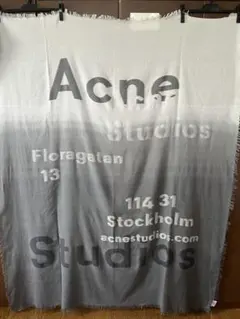 Acne
Studios
Floragatan
13
114 31
Stockholm
acnestudios.com
Studios